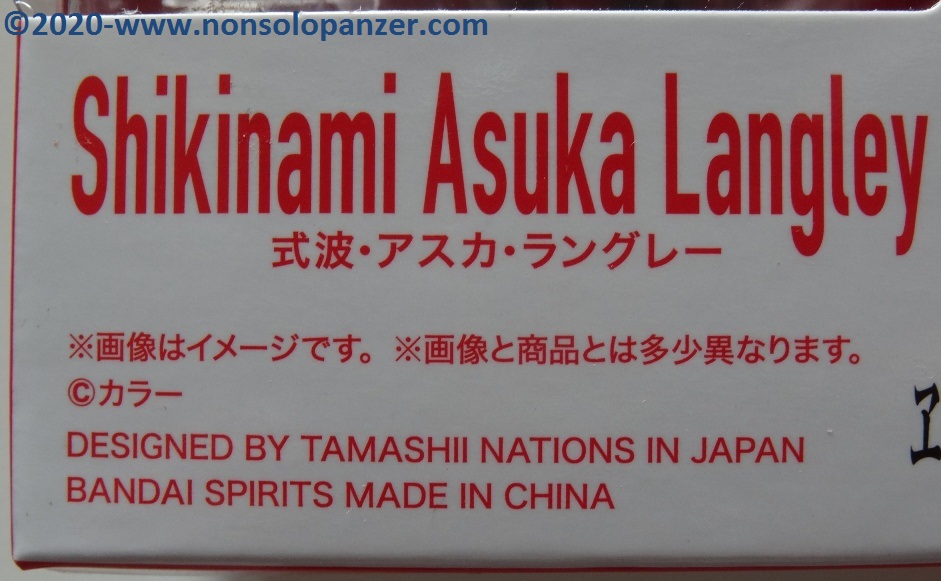 ©2020-www.nonsolopanzer.com
Shikinami Asuka Langley
式波・アスカ・ラングレー
※画像はイメージです。 ※画像と商品とは多少異なります。
©カラー
DESIGNED BY TAMASHII NATIONS IN JAPAN
BANDAI SPIRITS MADE IN CHINA